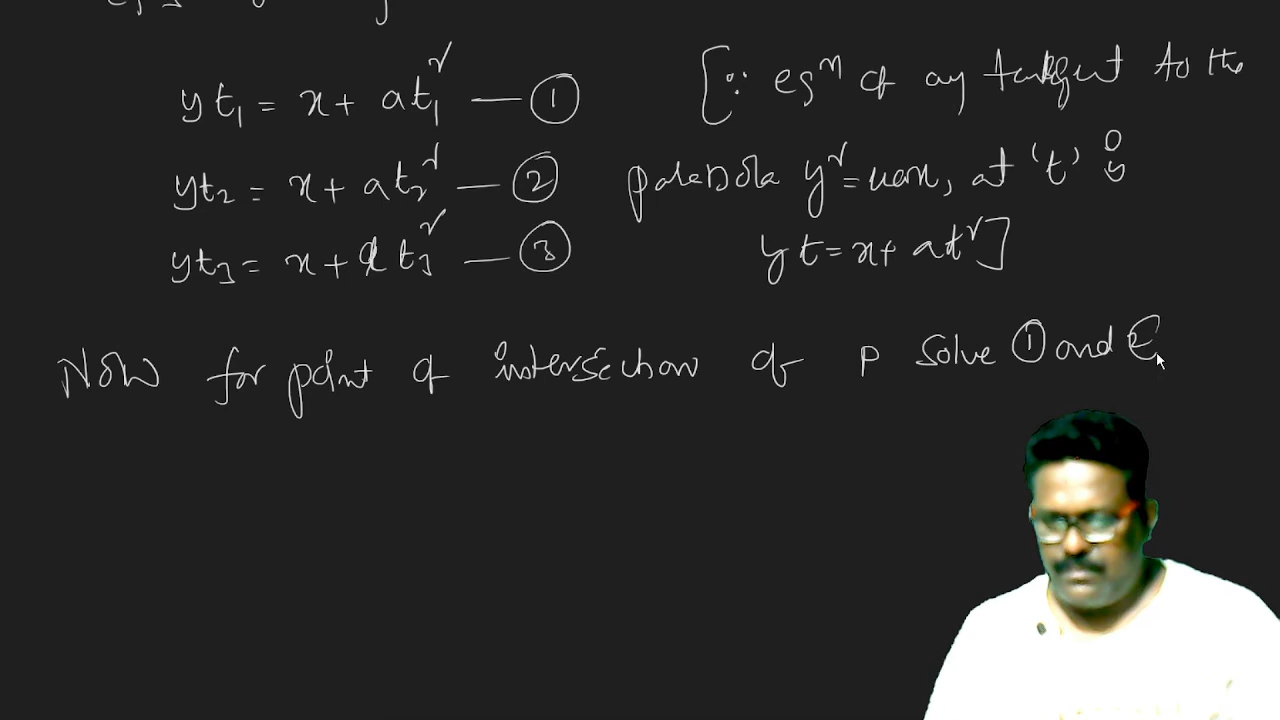 yt₁ = x + at₁² — ①
[∵ eqⁿ of any tangent to the
yt₂ = x + at₂² — ②
parabola y² = 4ax, at 't' :
yt₃ = x + at₃² — ③
yt = x + at²]
Now for point of intersection of P solve ① and ②